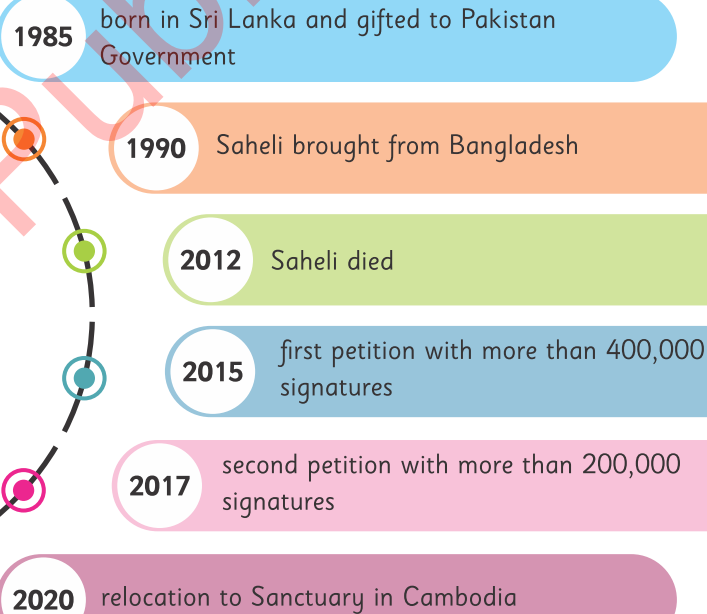 1985
born in Sri Lanka and gifted to Pakistan
Government
1990
Saheli brought from Bangladesh
2012
Saheli died
2015
first petition with more than 400,000
signatures
2017
second petition with more than 200,000
signatures
2020
relocation to Sanctuary in Cambodia